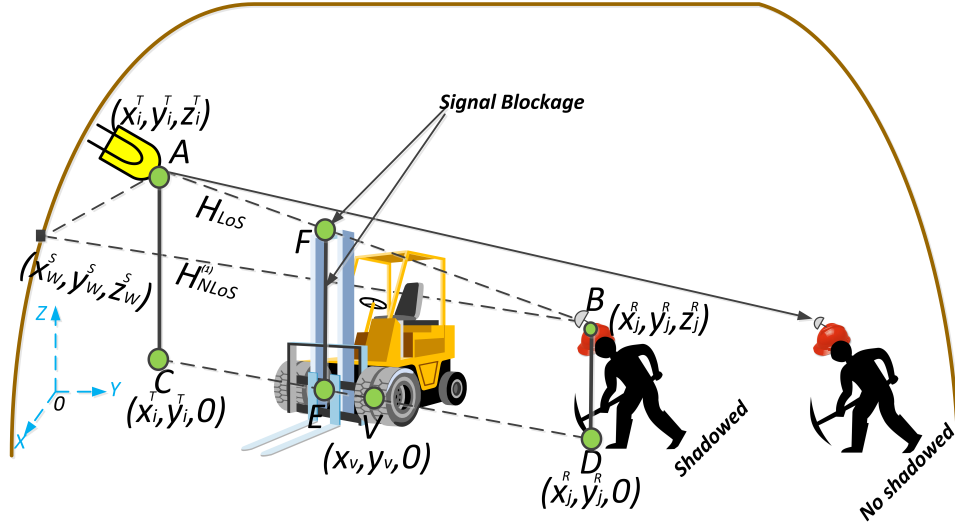 Signal Blockage
(x_i^T, y_i^T, z_i^T)
A
H_LoS
F
(x_W^S, y_W^S, z_W^S)
H_NLoS^(1)
B
(x_j^R, y_j^R, z_j^R)
Z
Y
0
X
C
(x_i^T, y_i^T, 0)
E
V
(x_v, y_v, 0)
D
(x_j^R, y_j^R, 0)
Shadowed
No shadowed